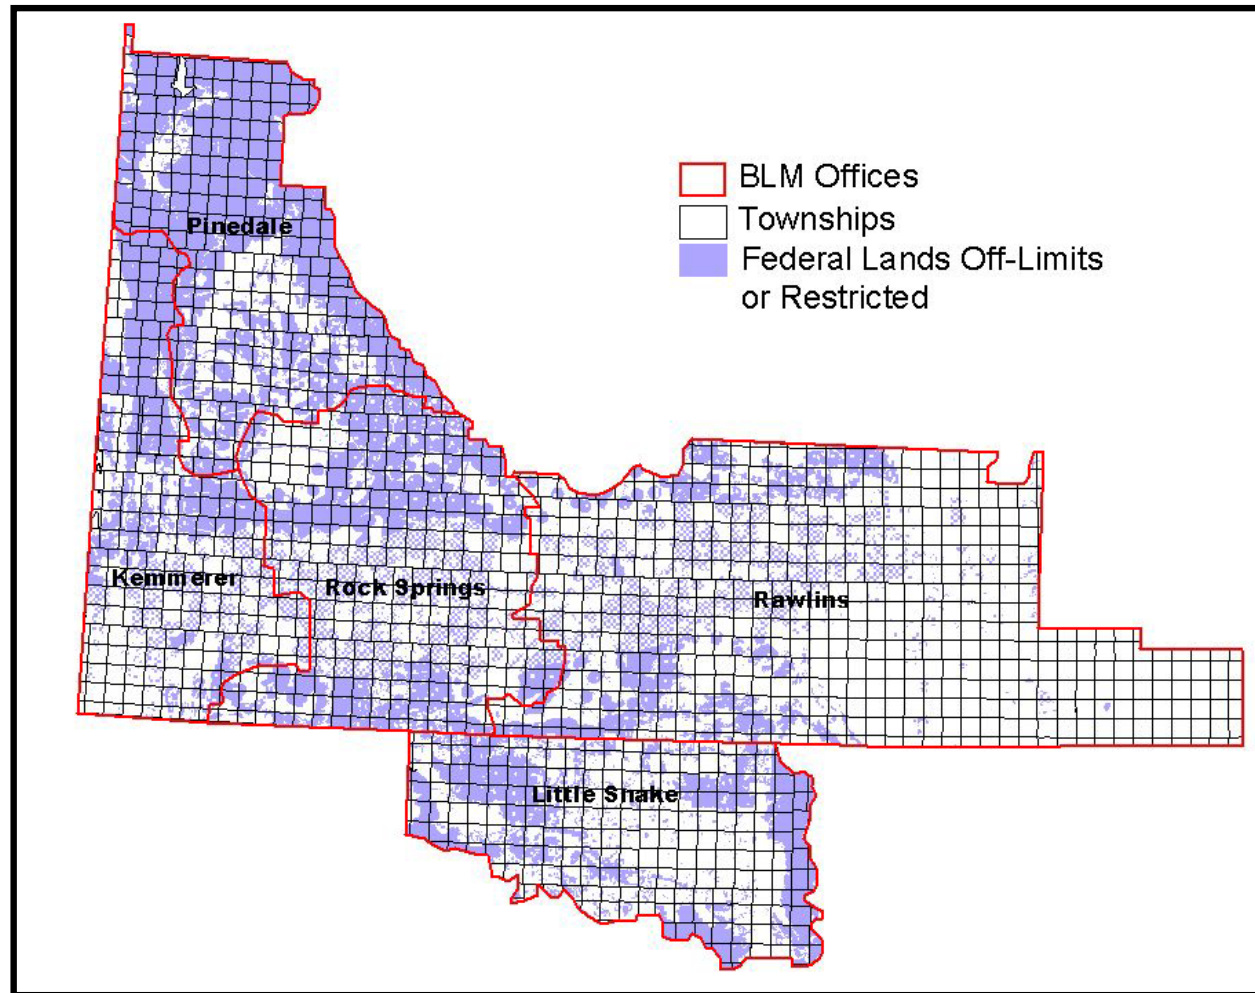 BLM Offices
Townships
Federal Lands Off-Limits
or Restricted
Pinedale
Kemmerer
Rock Springs
Rawlins
Little Snake